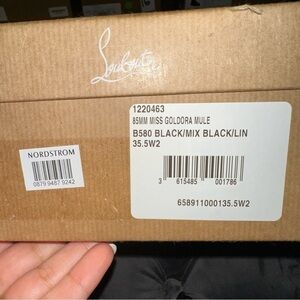 Louboutin
1220463
85MM MISS GOLDORA MULE
B580 BLACK/MIX BLACK/LIN
35.5W2
3 615485 001786
658911000135.5W2
NORDSTROM
0879 9487 9242